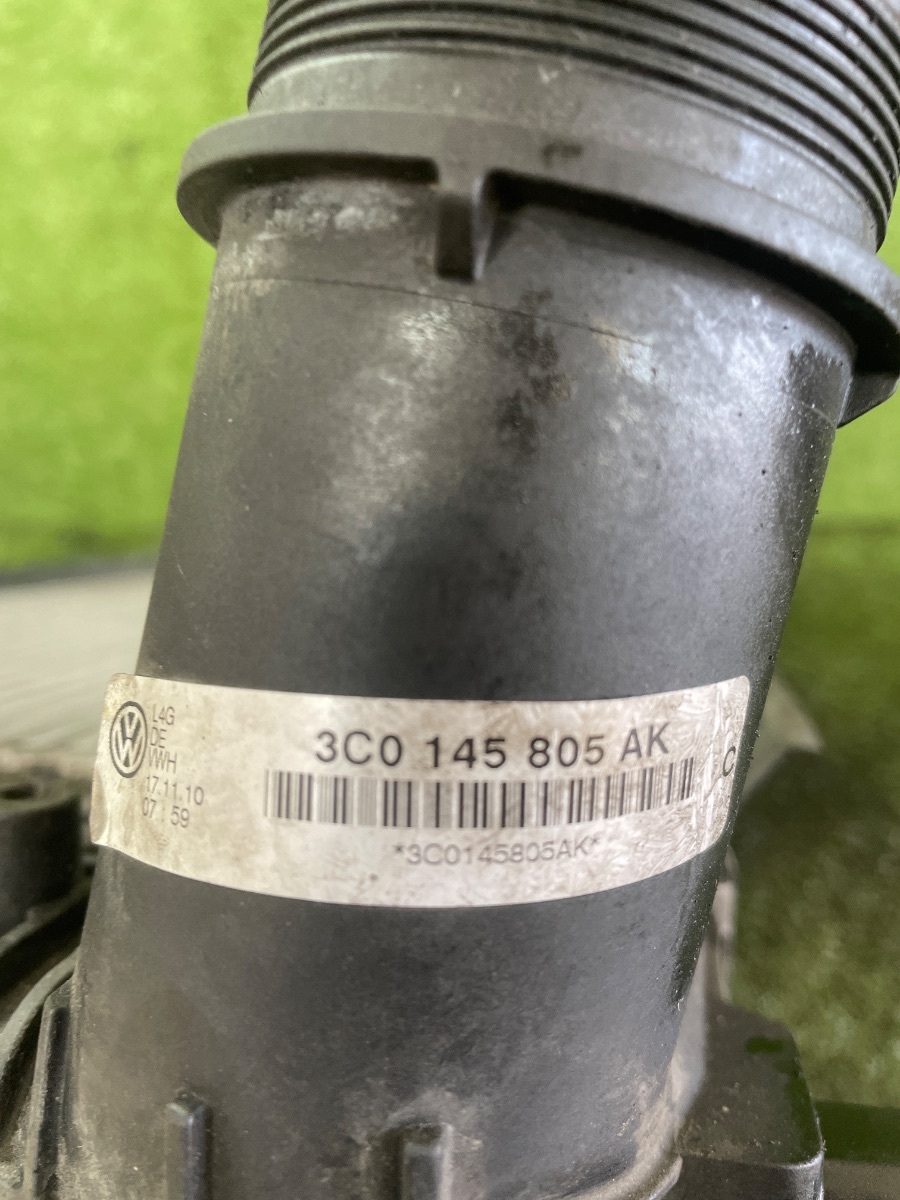 L4G
DE
VWH
17.11.10
07 59
3C0 145 805 AK
*3C0145805AK*
C